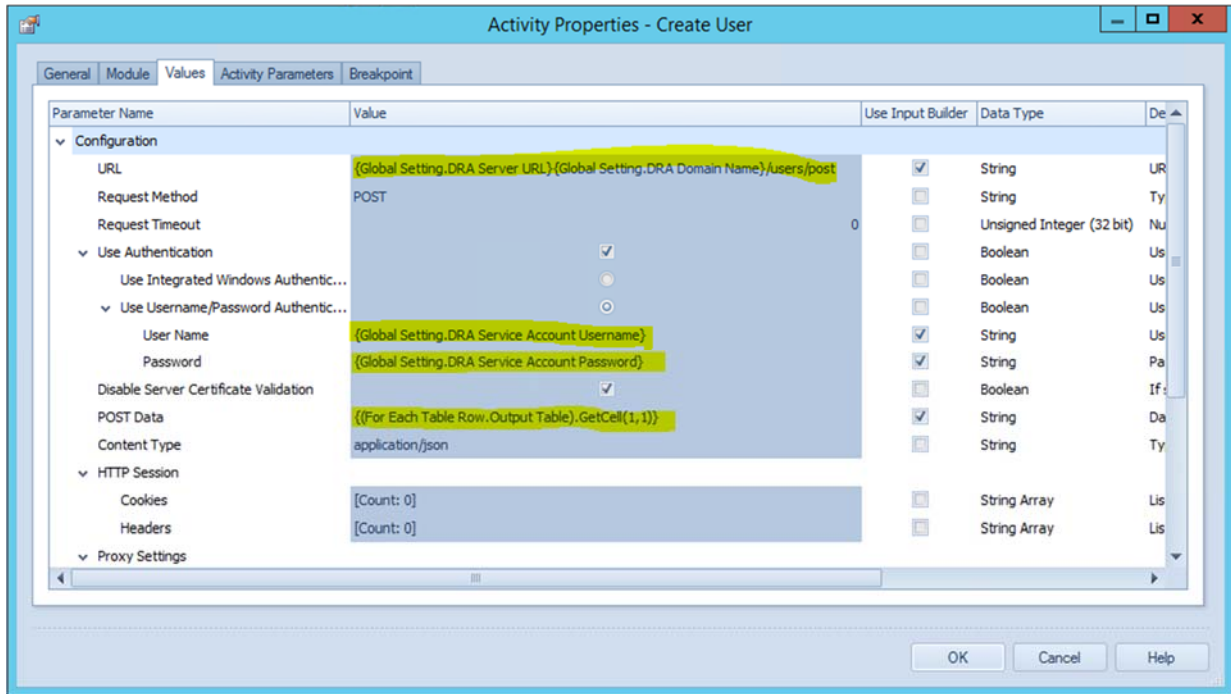 Activity Properties - Create User
General Module Values Activity Parameters Breakpoint
Parameter Name Value Use Input Builder Data Type De
Configuration
URL {Global Setting.DRA Server URL}{Global Setting.DRA Domain Name}/users/post String UR
Request Method POST String Ty
Request Timeout 0 Unsigned Integer (32 bit) Nu
Use Authentication Boolean Us
Use Integrated Windows Authentic... Boolean Us
Use Username/Password Authentic... Boolean Us
User Name {Global Setting.DRA Service Account Username} String Us
Password {Global Setting.DRA Service Account Password} String Pa
Disable Server Certificate Validation Boolean If s
POST Data {(For Each Table Row.Output Table).GetCell(1,1)} String Da
Content Type application/json String Ty
HTTP Session
Cookies [Count: 0] String Array Lis
Headers [Count: 0] String Array Lis
Proxy Settings
OK Cancel Help